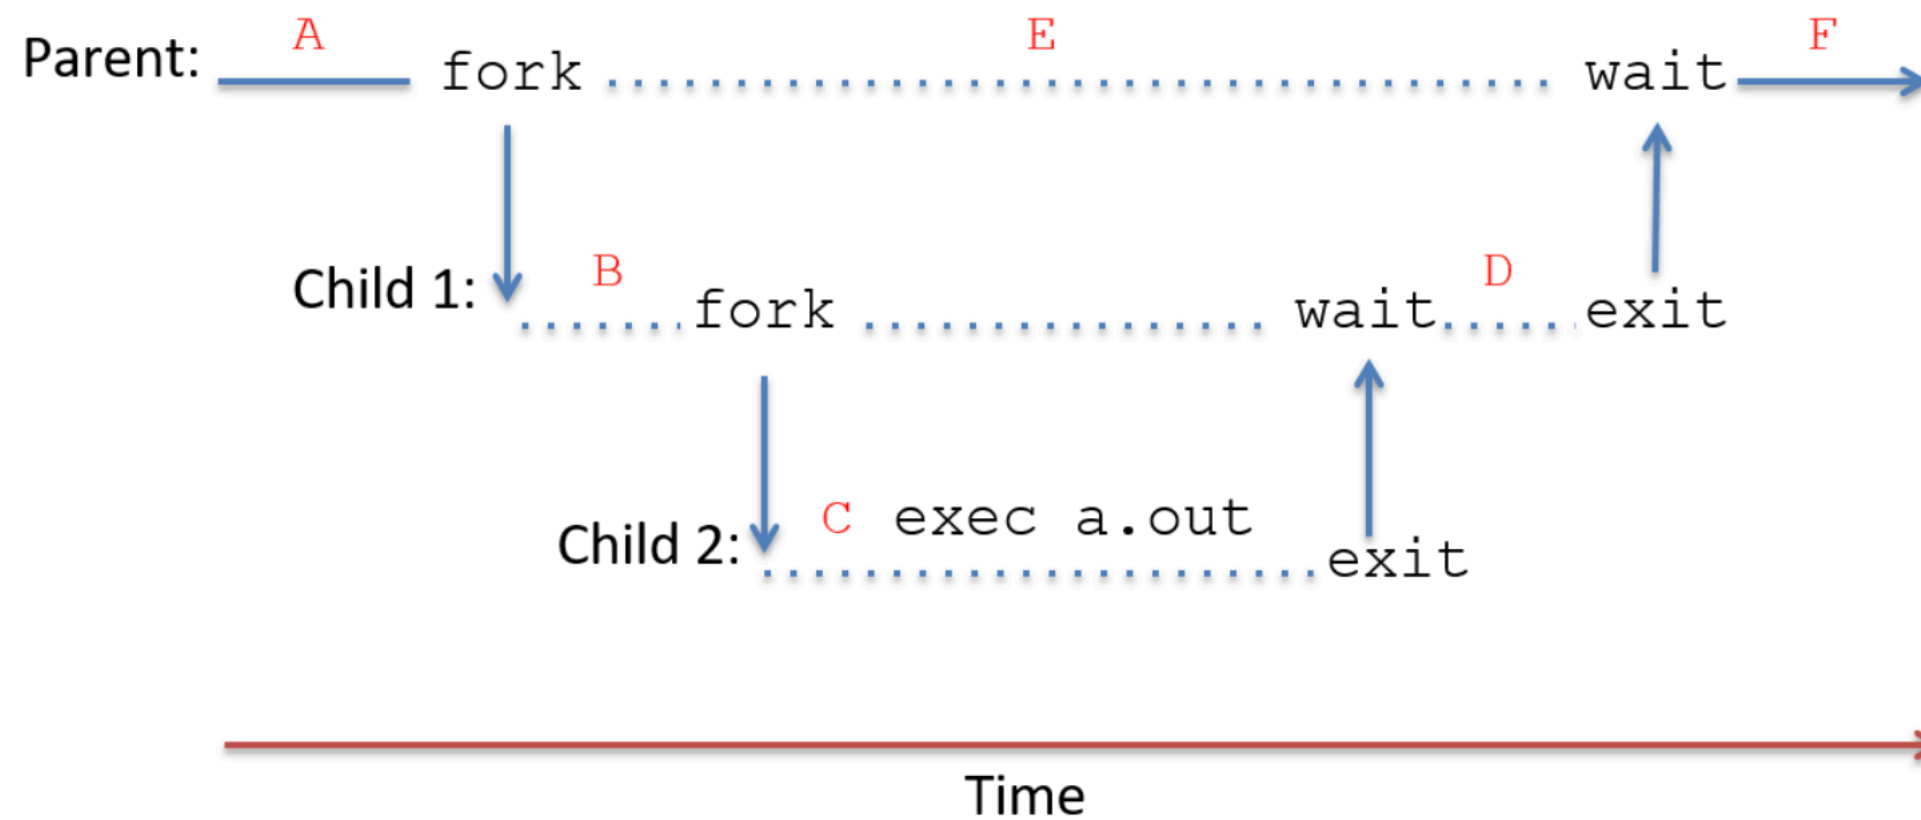 A E F
Parent: fork wait
B D
Child 1: fork wait exit
C exec a.out
Child 2: exit
Time